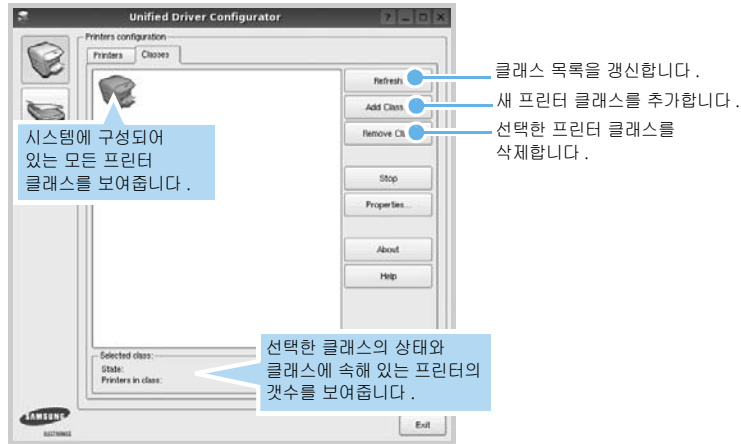 Unified Driver Configurator
Printers configuration
Printers
Classes
Refresh
Add Class...
Remove Cl
Stop
Properties...
About
Help
Selected class:
State:
Printers in class:
Exit
SAMSUNG
ELECTRONICS
시스템에 구성되어
있는 모든 프린터
클래스를 보여줍니다 .
클래스 목록을 갱신합니다 .
새 프린터 클래스를 추가합니다 .
선택한 프린터 클래스를
삭제합니다 .
선택한 클래스의 상태와
클래스에 속해 있는 프린터의
갯수를 보여줍니다 .